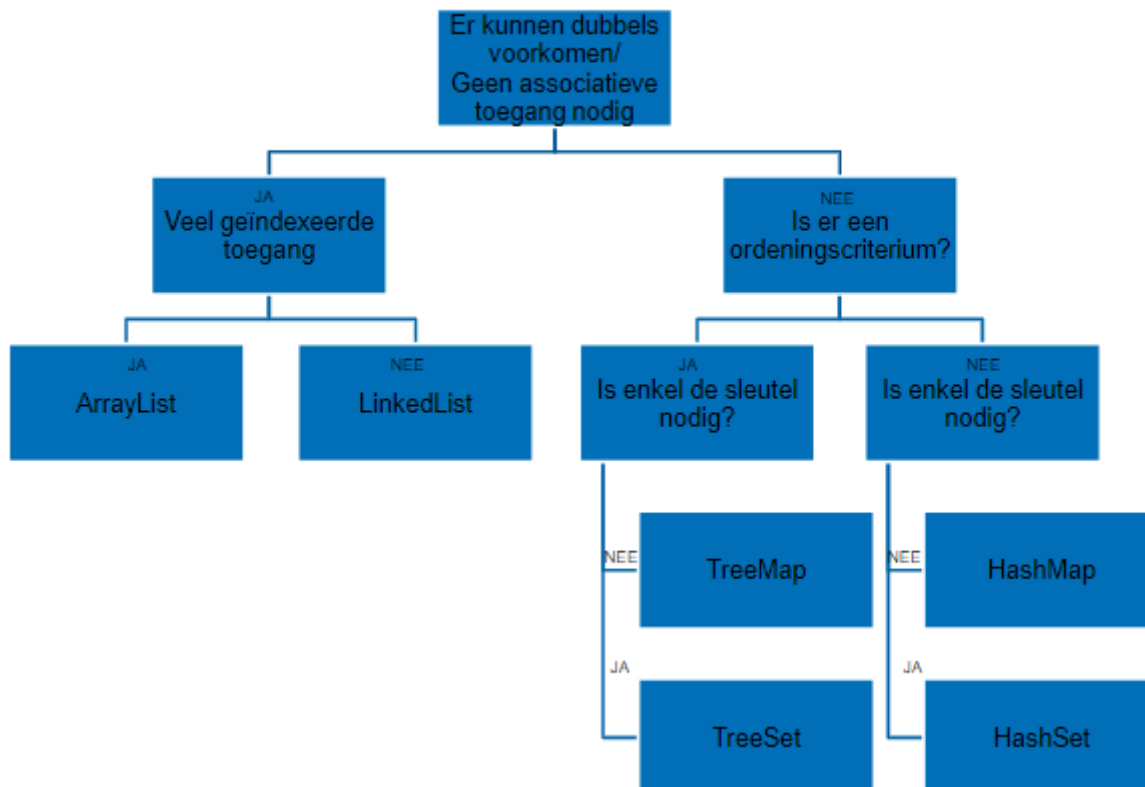 Er kunnen dubbels
voorkomen/
Geen associatieve
toegang nodig
JA
Veel geïndexeerde
toegang
NEE
Is er een
ordeningscriterium?
JA
ArrayList
NEE
LinkedList
JA
Is enkel de sleutel
nodig?
NEE
Is enkel de sleutel
nodig?
NEE
TreeMap
NEE
HashMap
JA
TreeSet
JA
HashSet